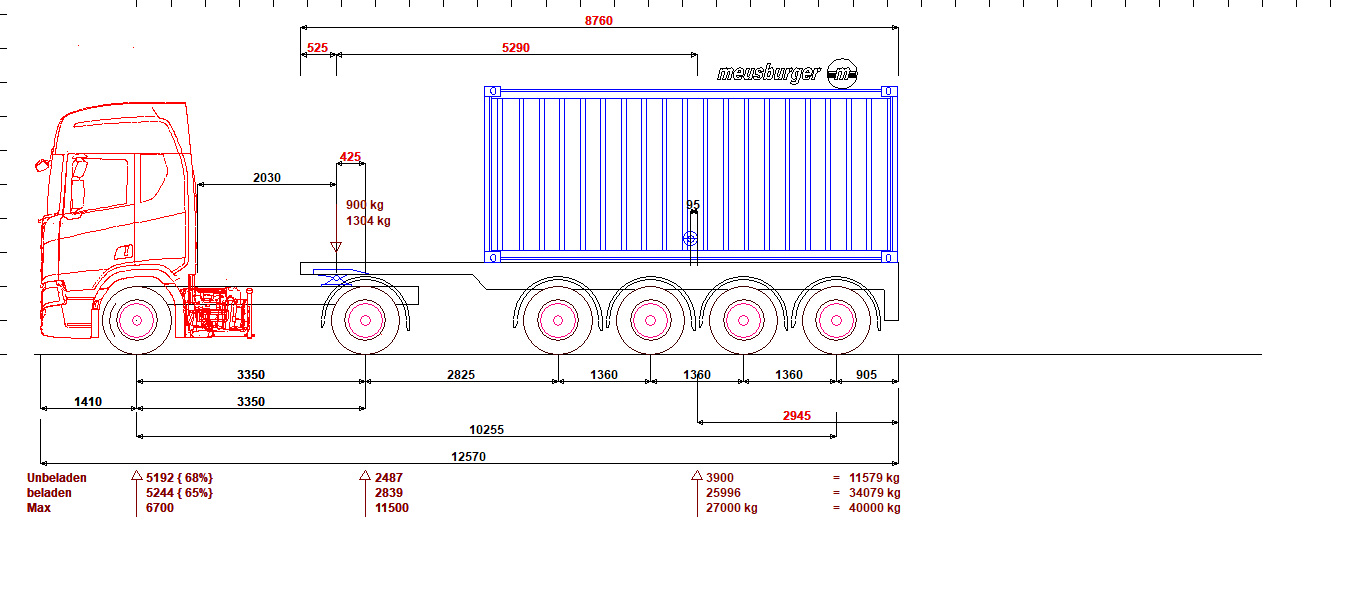 8760
525 5290
meusburger m
425
2030
900 kg
1304 kg
95
3350 2825 1360 1360 1360 905
1410 3350
2945
10255
12570
Unbeladen 5192 { 68%} 2487 3900 = 11579 kg
beladen 5244 { 65%} 2839 25996 = 34079 kg
Max 6700 11500 27000 kg = 40000 kg